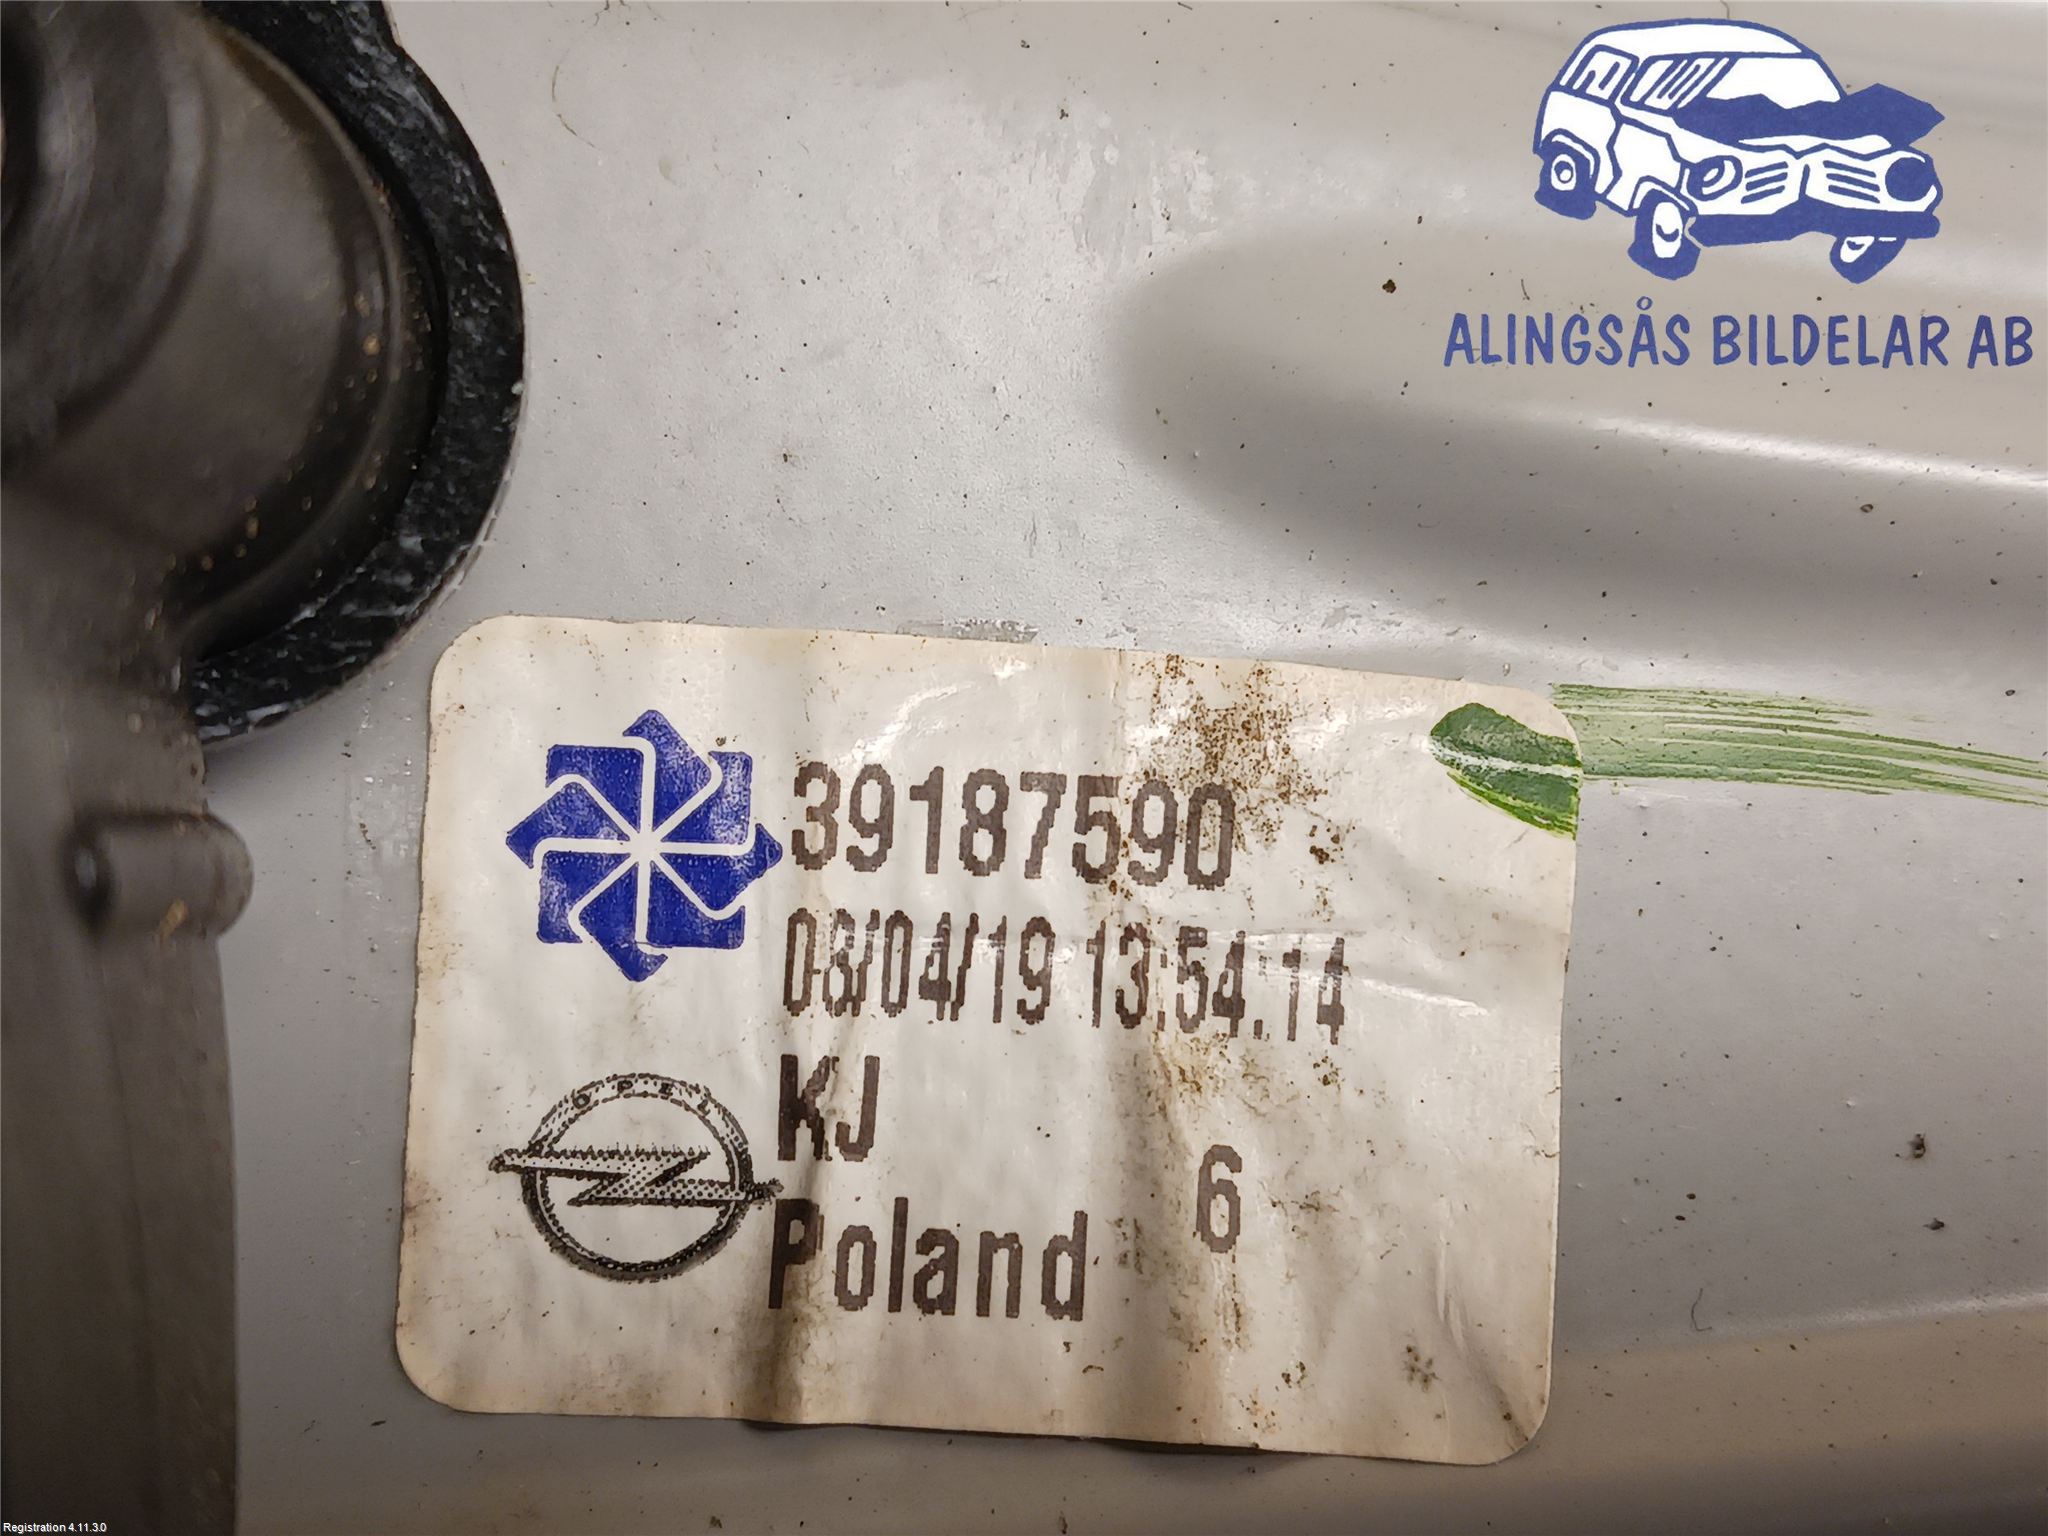 ALINGSÅS BILDELAR AB
39187590
08/04/19 13:54.14
KJ
OPEL
Poland 6
Registration 4.11.3.0